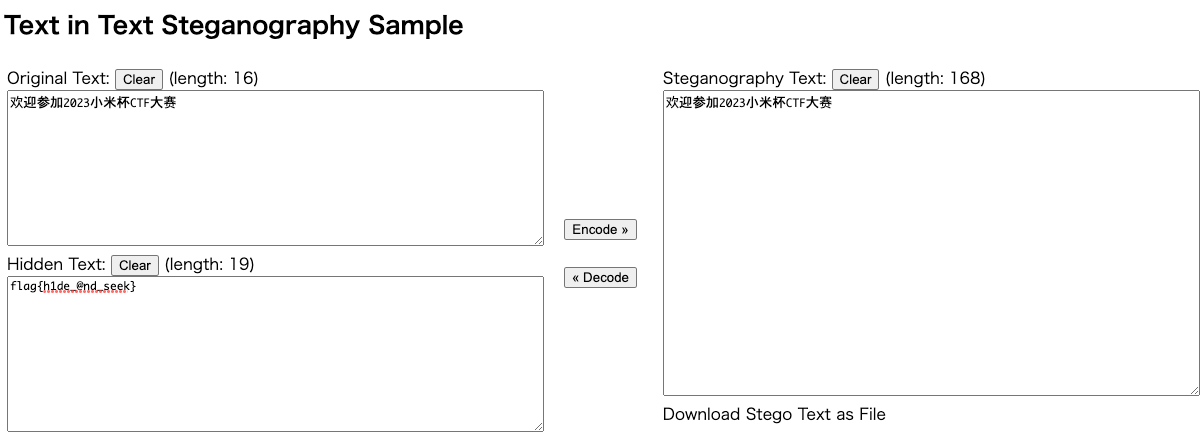 Text in Text Steganography Sample
Original Text: Clear (length: 16)
欢迎参加2023小米杯CTF大赛
Hidden Text: Clear (length: 19)
flag{h1de_@nd_seek}
Encode »
« Decode
Steganography Text: Clear (length: 168)
欢迎参加2023小米杯CTF大赛
Download Stego Text as File